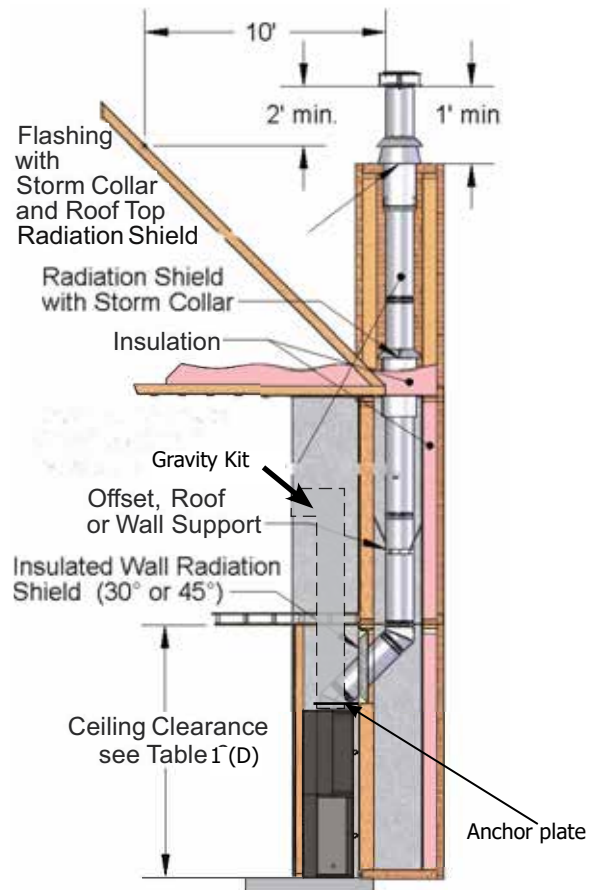 10'
2' min.
1' min
Flashing
with
Storm Collar
and Roof Top
Radiation Shield
Radiation Shield
with Storm Collar
Insulation
Gravity Kit
Offset, Roof
or Wall Support
Insulated Wall Radiation
Shield (30° or 45°)
Ceiling Clearance
see Table 1 (D)
Anchor plate